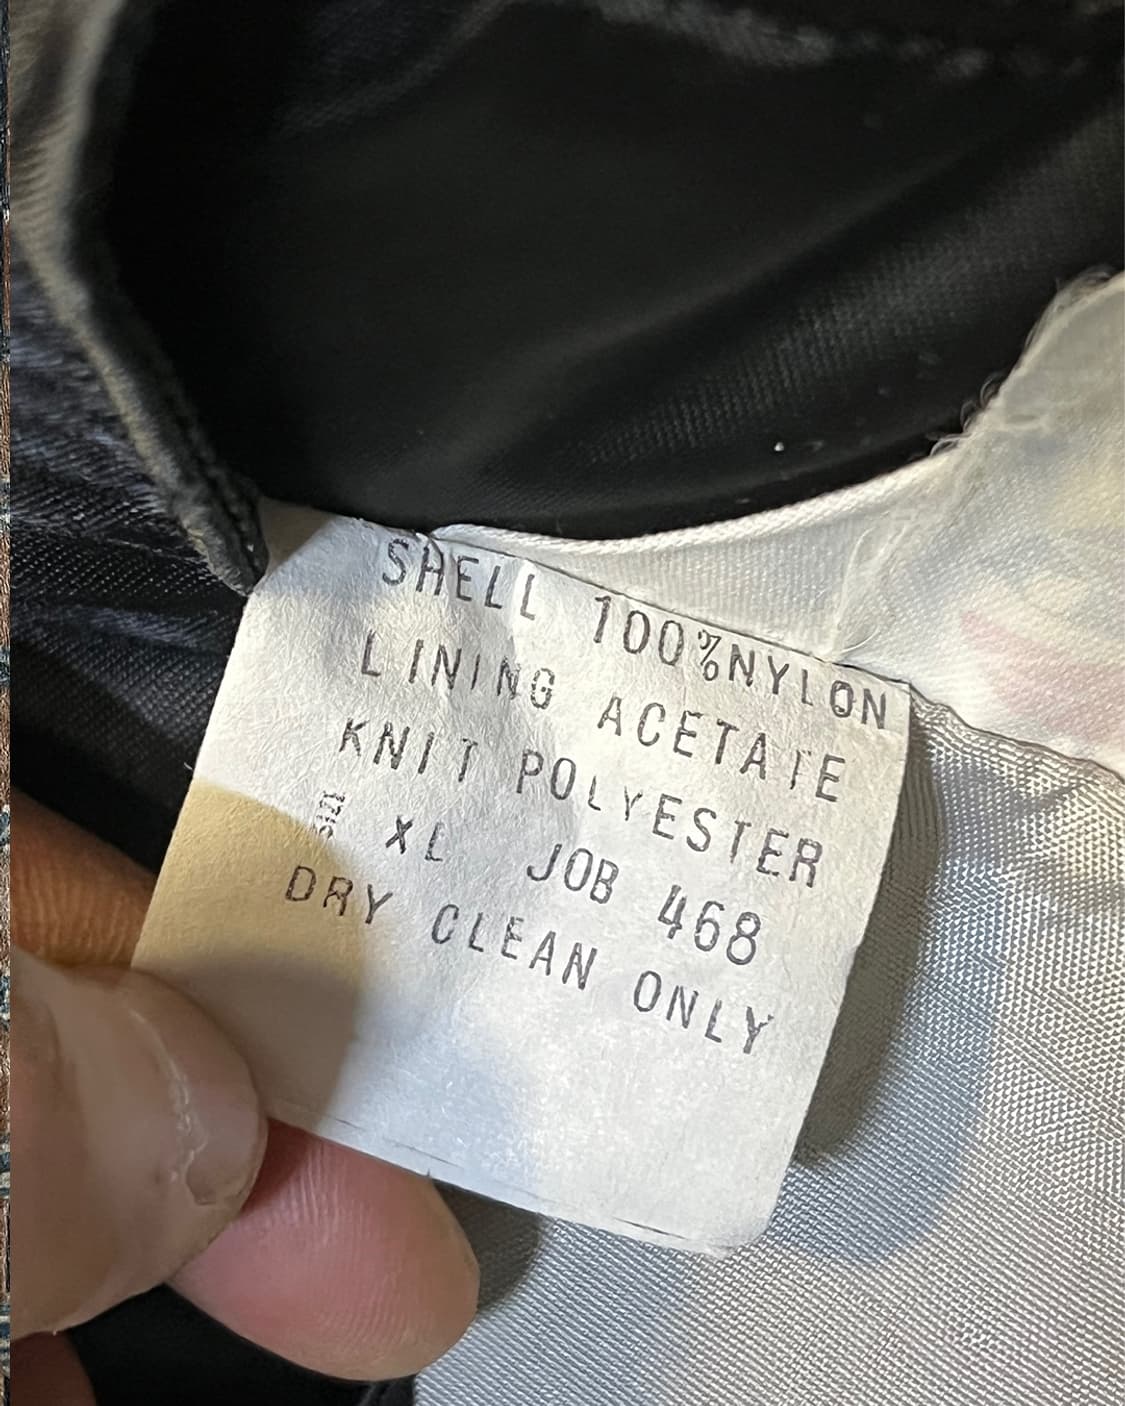 SHELL 100%NYLON
LINING ACETATE
KNIT POLYESTER
XL JOB 468
DRY CLEAN ONLY